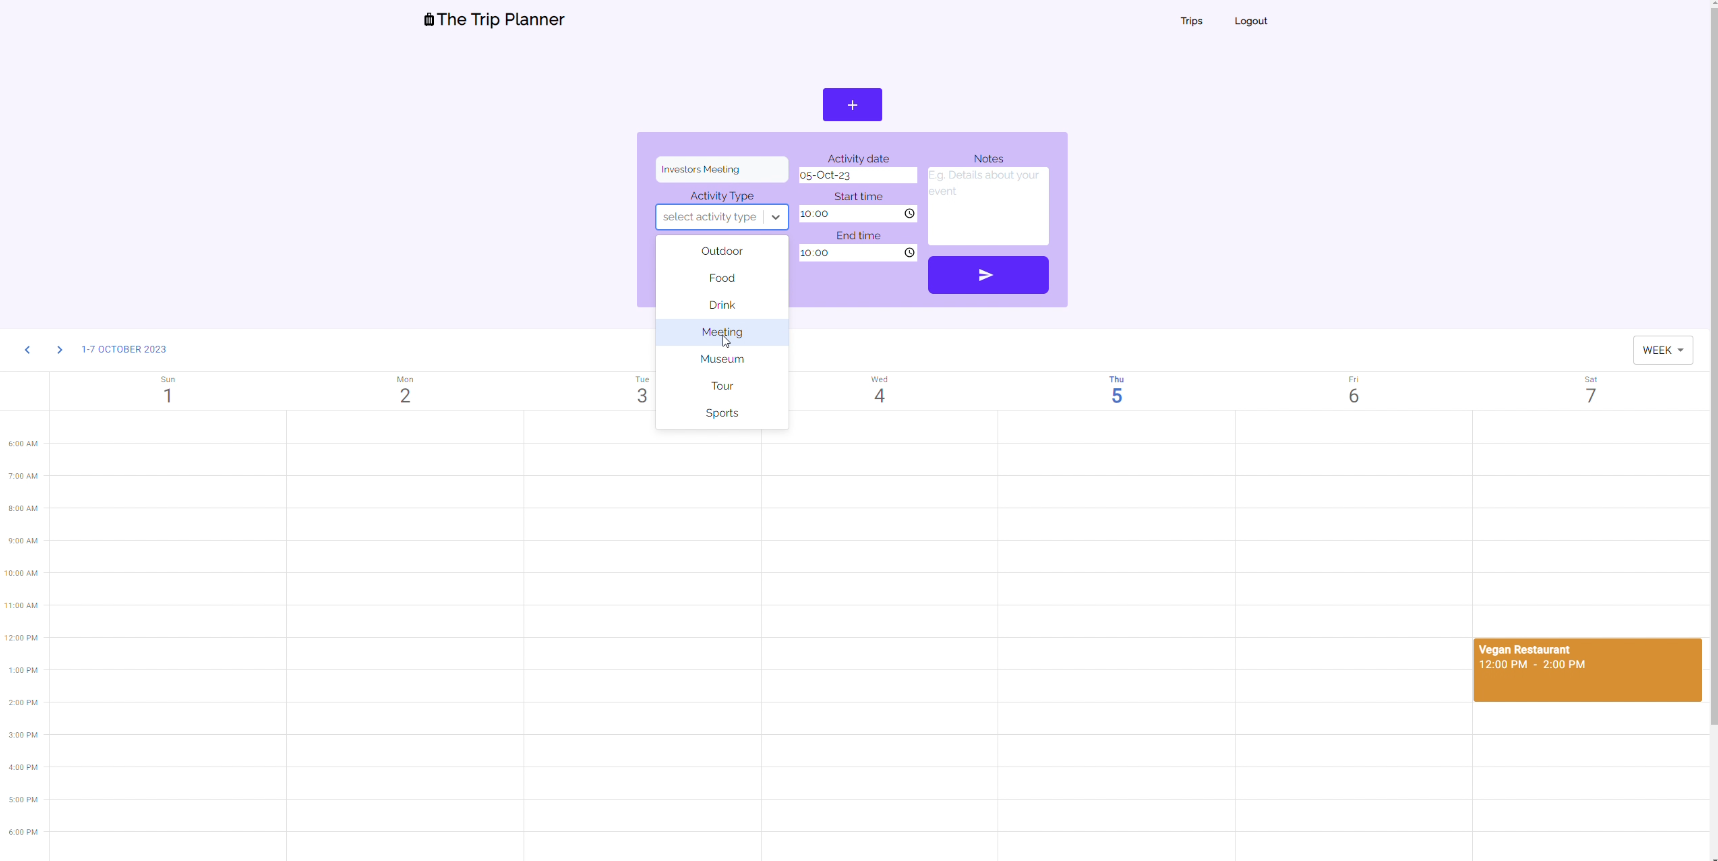 The Trip Planner
Trips
Logout
+
Investors Meeting
Activity Type
select activity type
Outdoor
Food
Drink
Meeting
Museum
Tour
Sports
Activity date
05-Oct-23
Start time
10:00
End time
10:00
Notes
E.g. Details about your
event
1-7 OCTOBER 2023
WEEK
Sun
1
Mon
2
Tue
3
Wed
4
Thu
5
Fri
6
Sat
7
6:00 AM
7:00 AM
8:00 AM
9:00 AM
10:00 AM
11:00 AM
12:00 PM
1:00 PM
2:00 PM
3:00 PM
4:00 PM
5:00 PM
6:00 PM
Vegan Restaurant
12:00 PM - 2:00 PM